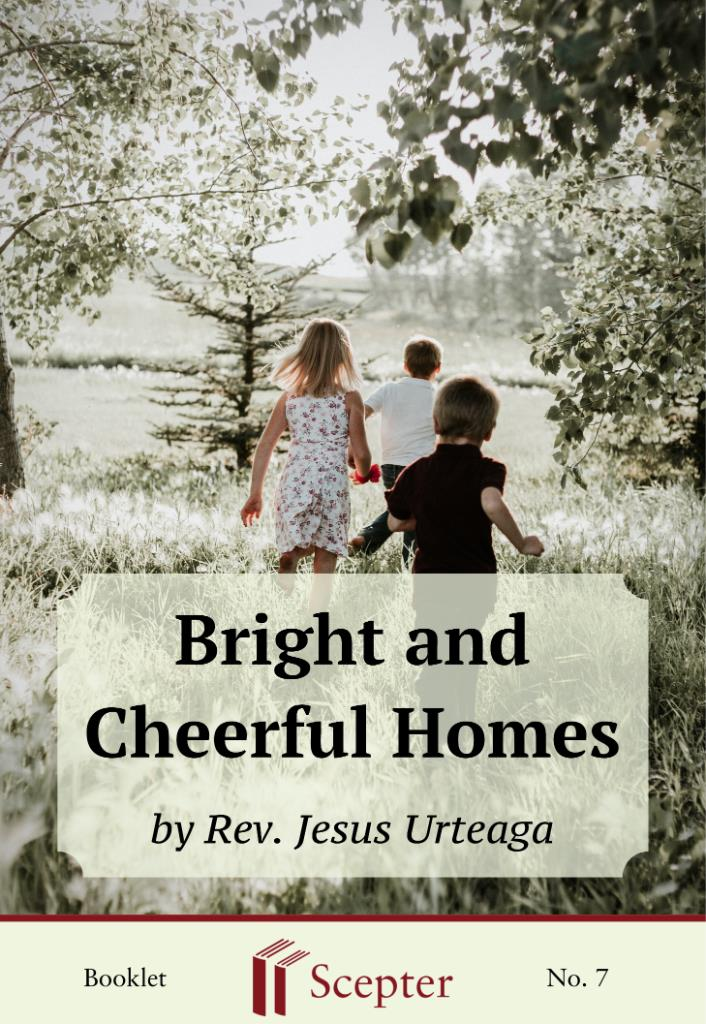 Bright and
Cheerful Homes
by Rev. Jesus Urteaga
Booklet
Scepter
No. 7